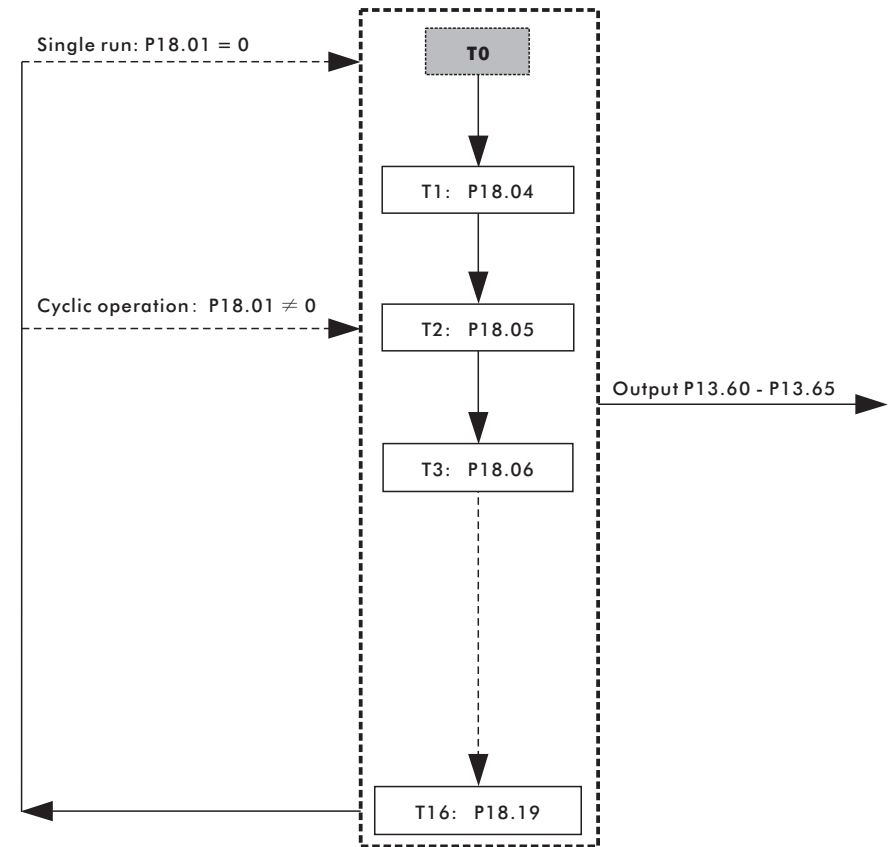 Single run: P18.01 = 0
T0
T1: P18.04
Cyclic operation: P18.01 ≠ 0
T2: P18.05
Output P13.60 - P13.65
T3: P18.06
T16: P18.19